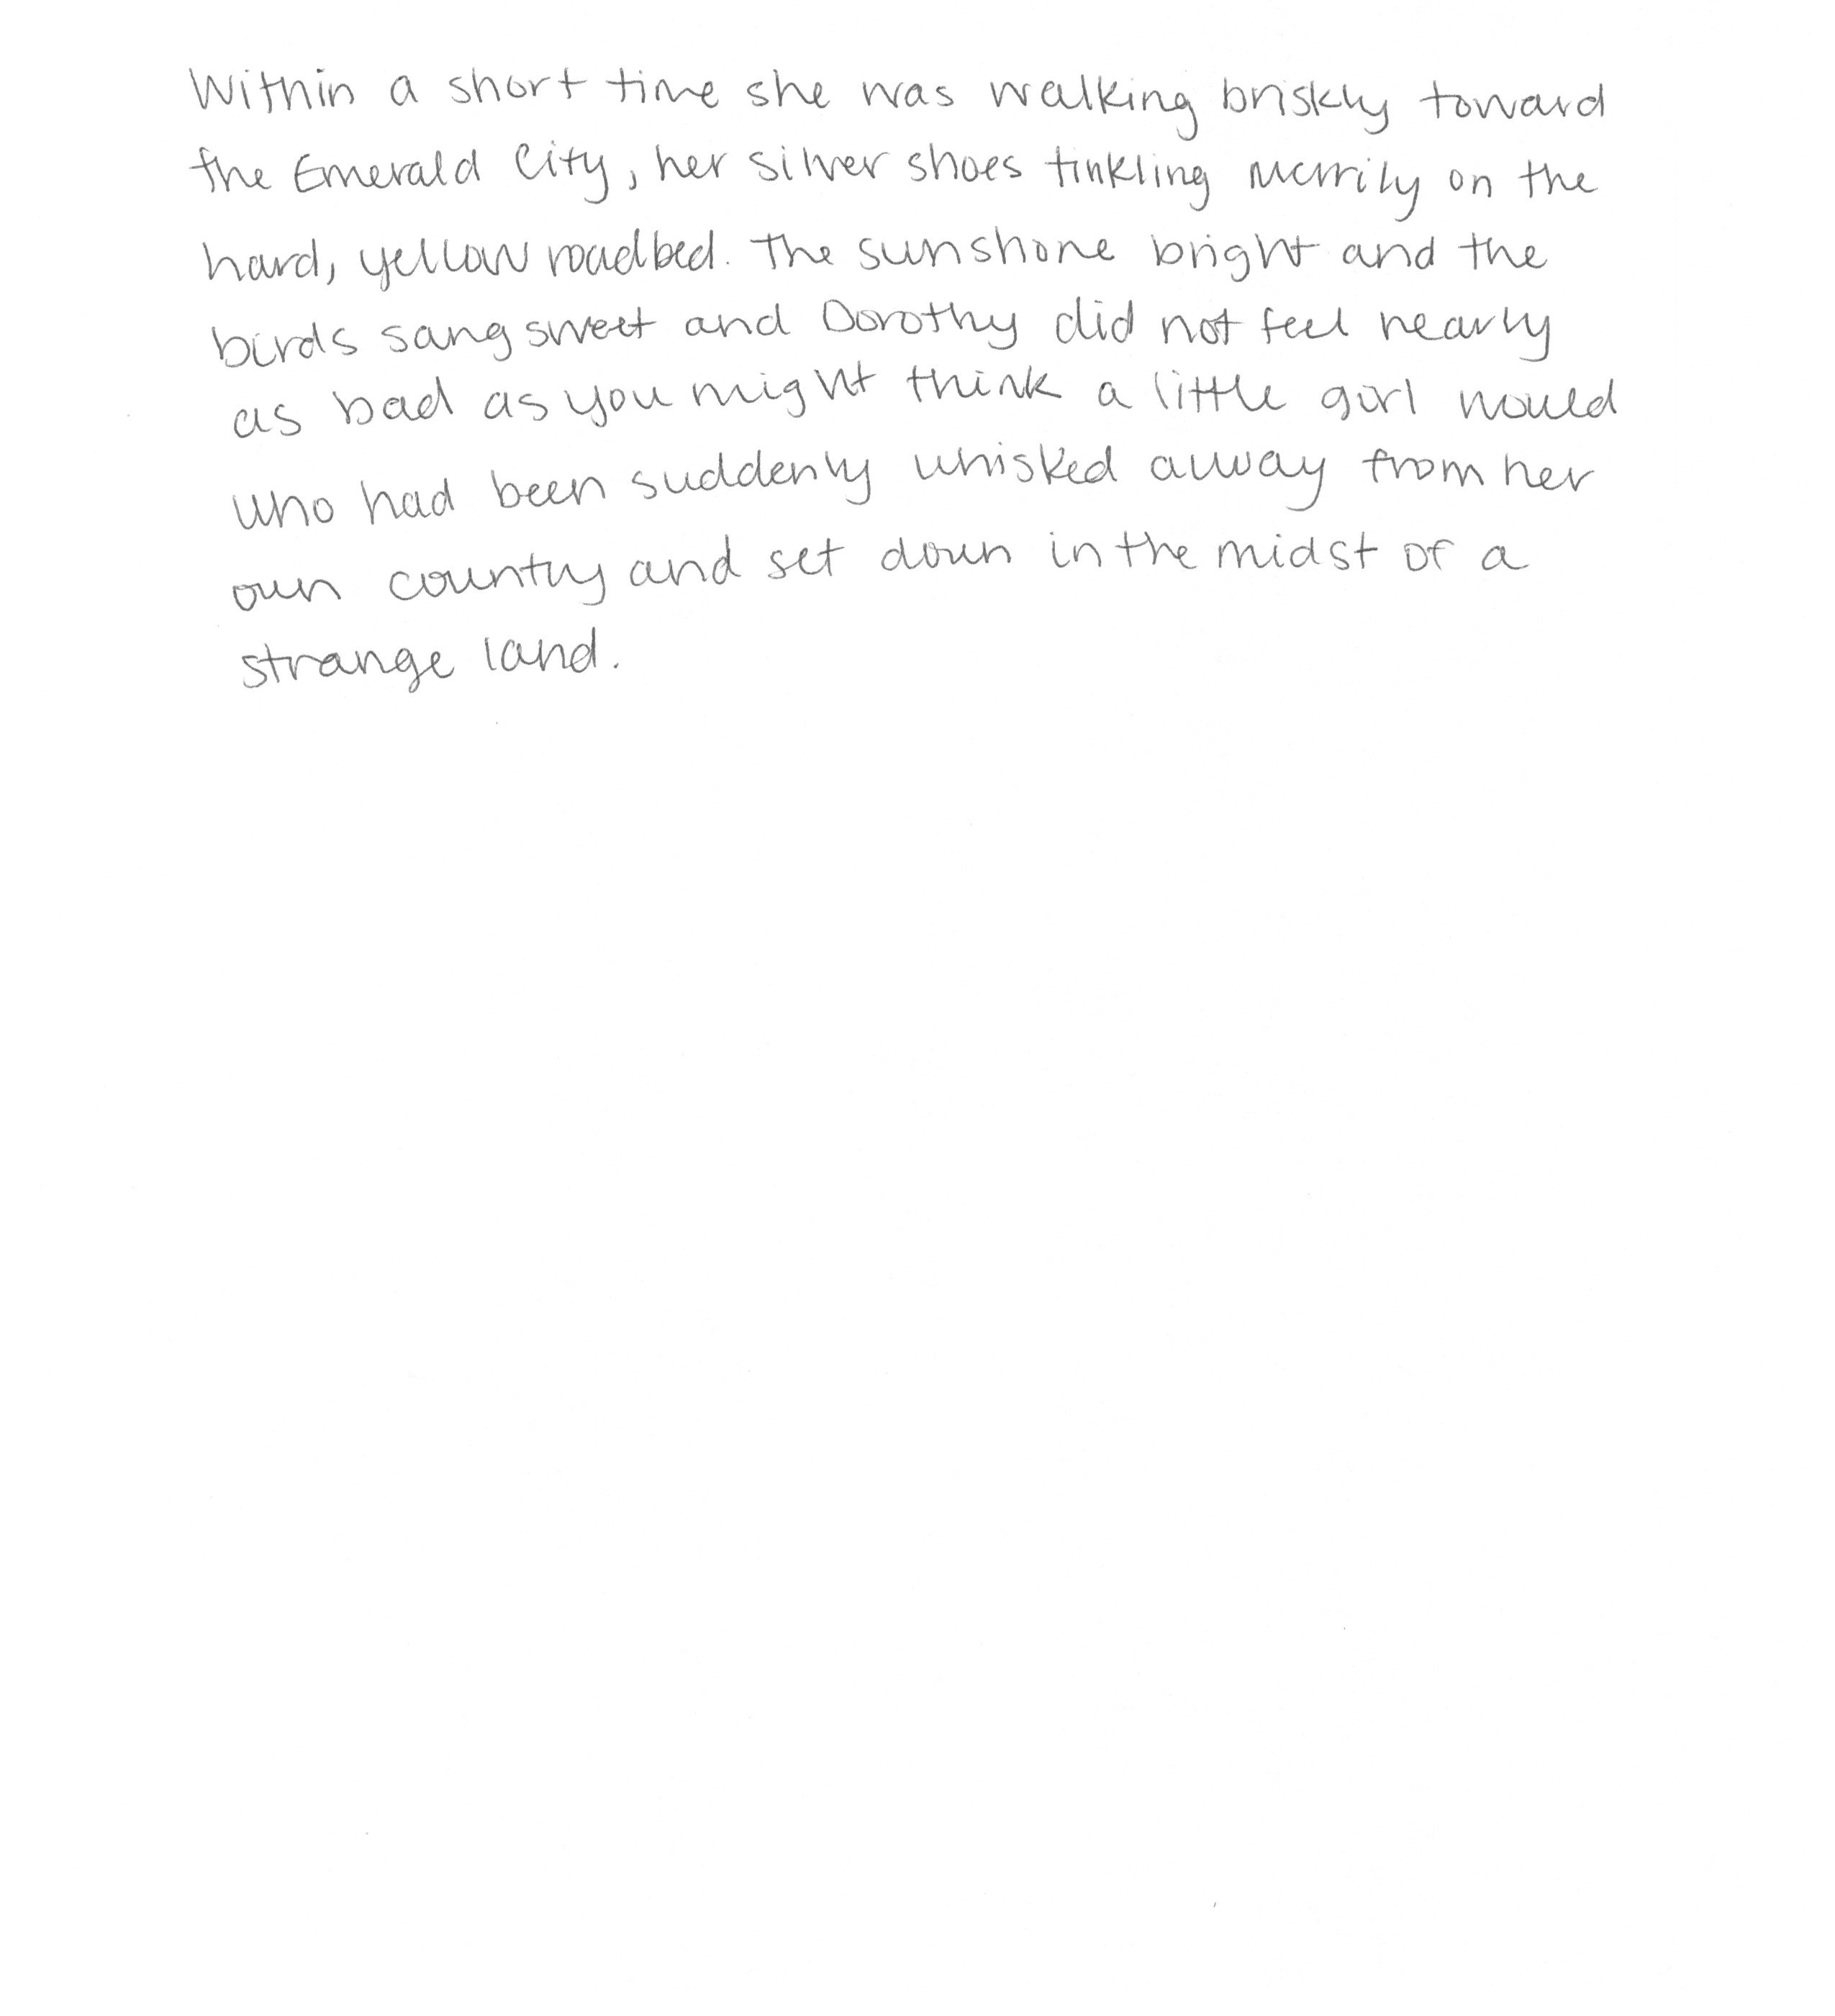 Within a short time she was walking briskly toward
the Emerald City, her silver shoes tinkling merrily on the
hard, yellow roadbed. The sun shone bright and the
birds sang sweet and Dorothy did not feel nearly
as bad as you might think a little girl would
who had been suddenly whisked away from her
own country and set down in the midst of a
strange land.